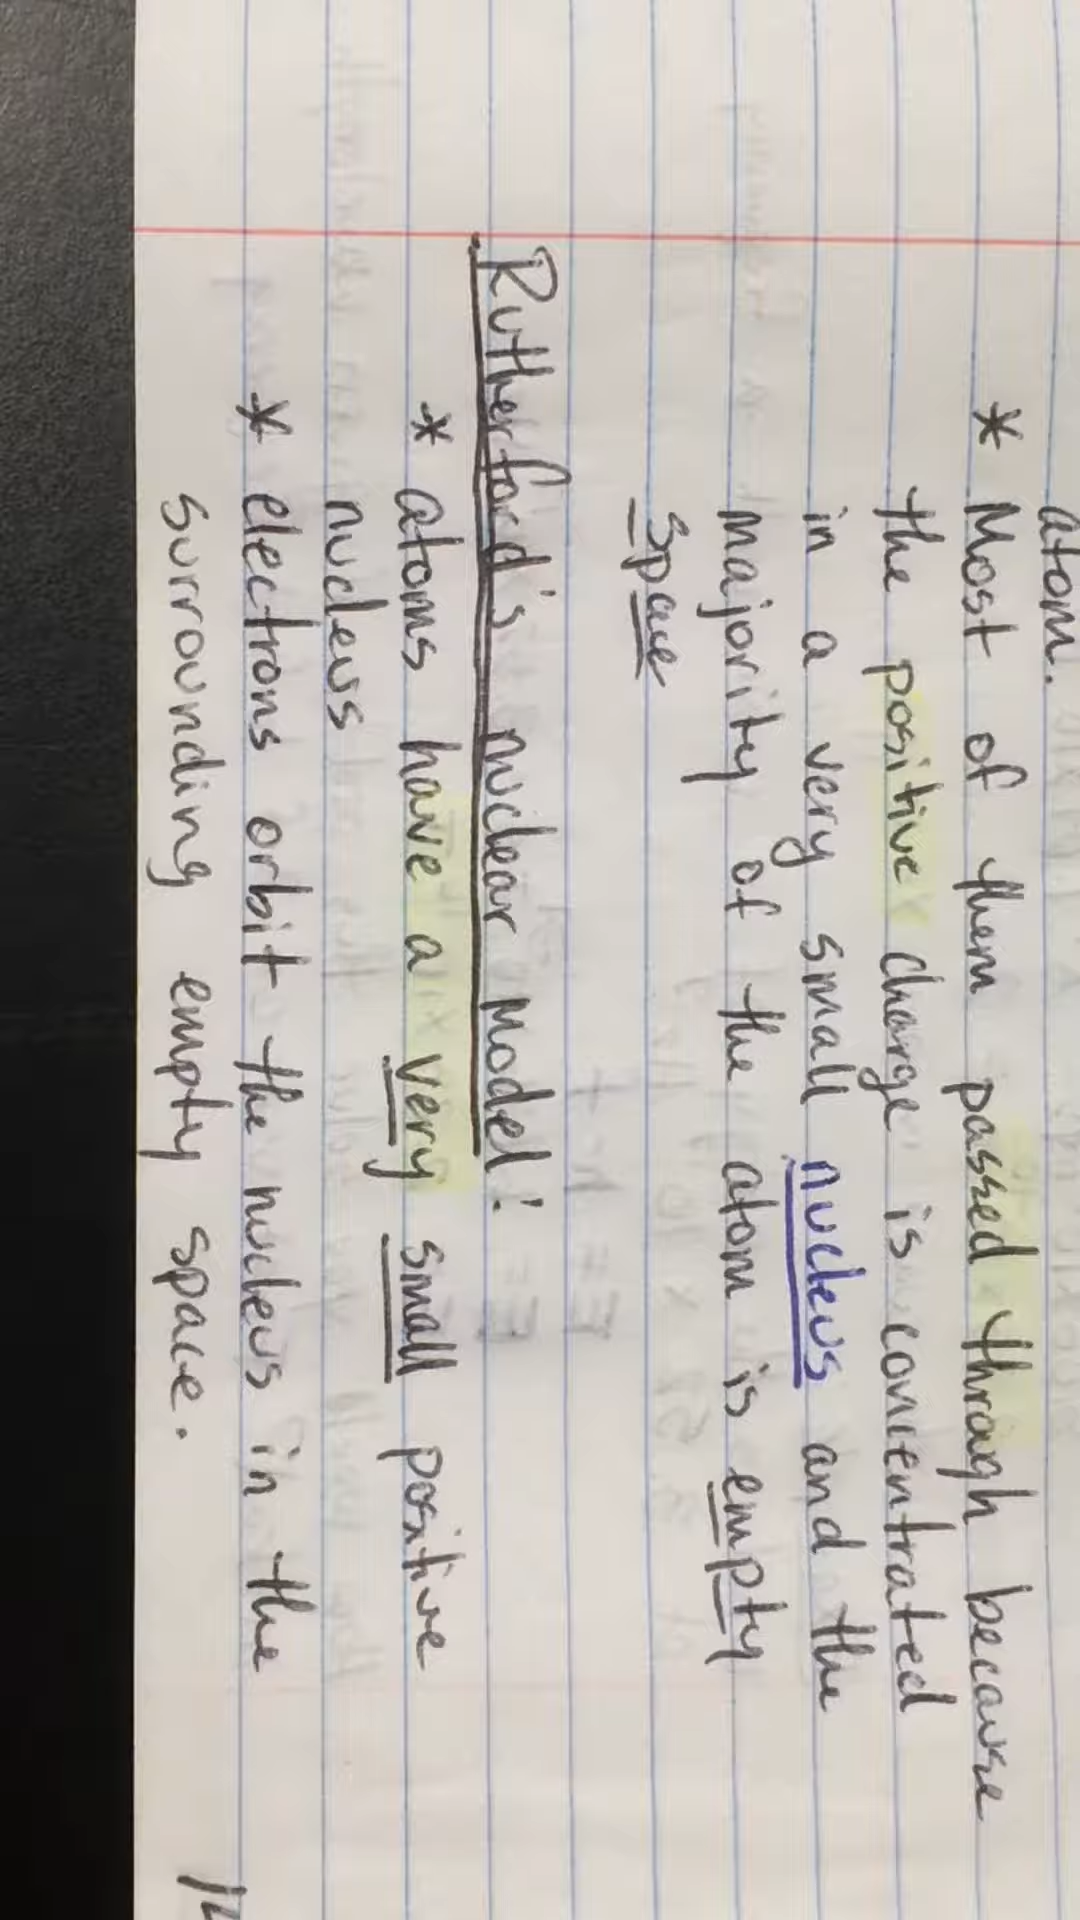 atom.
* Most of them passed through because
the positive charge is concentrated
in a very small nucleus and the
majority of the atom is empty
space
Rutherford's nuclear model:
* atoms have a very small positive
nucleus
* electrons orbit the nucleus in the
surrounding empty space.